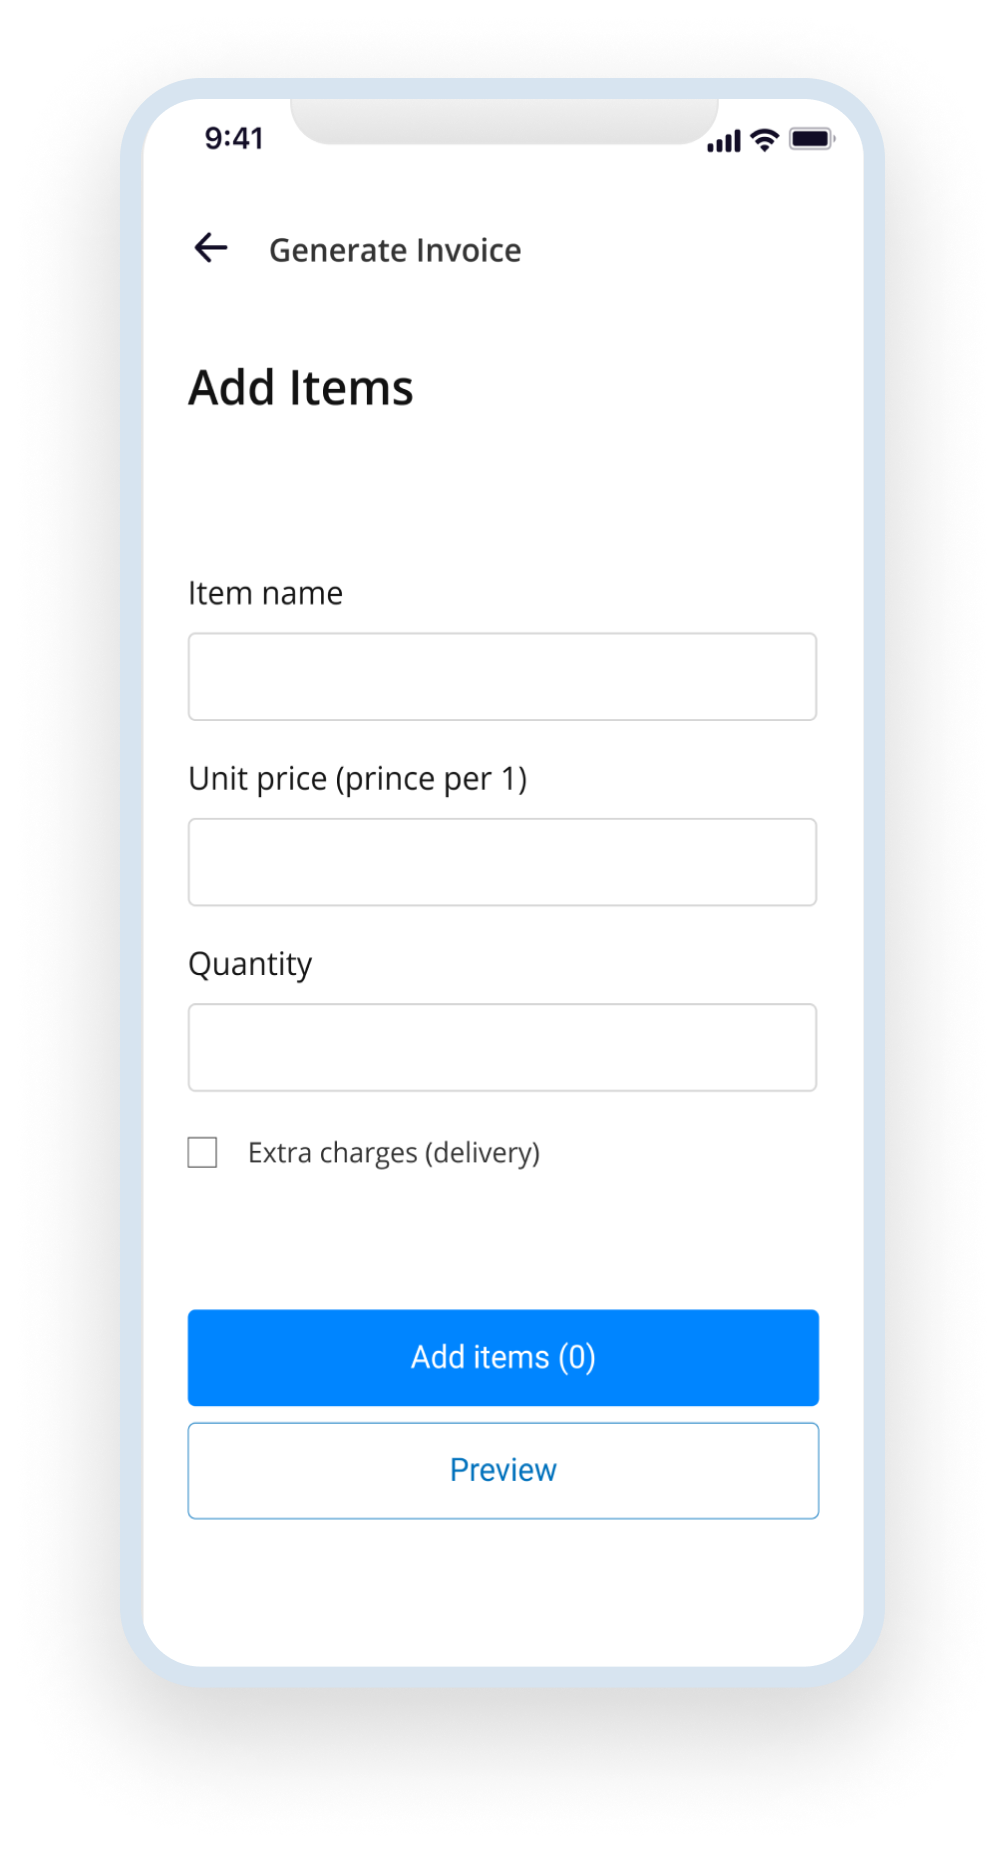 9:41
Generate Invoice
Add Items
Item name
Unit price (prince per 1)
Quantity
Extra charges (delivery)
Add items (0)
Preview